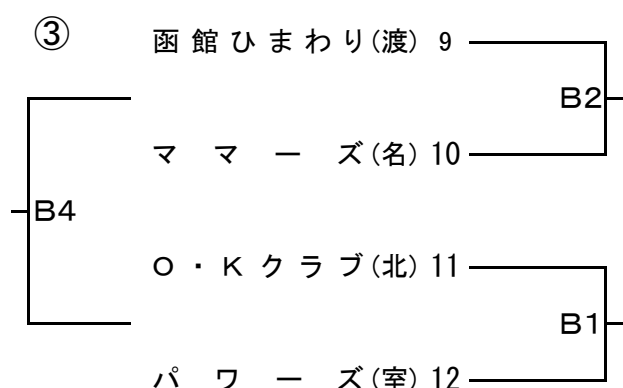 ③
函館ひまわり(渡) 9
B2
ママーズ(名) 10
B4
O・Kクラブ(北) 11
B1
パワーズ(室) 12